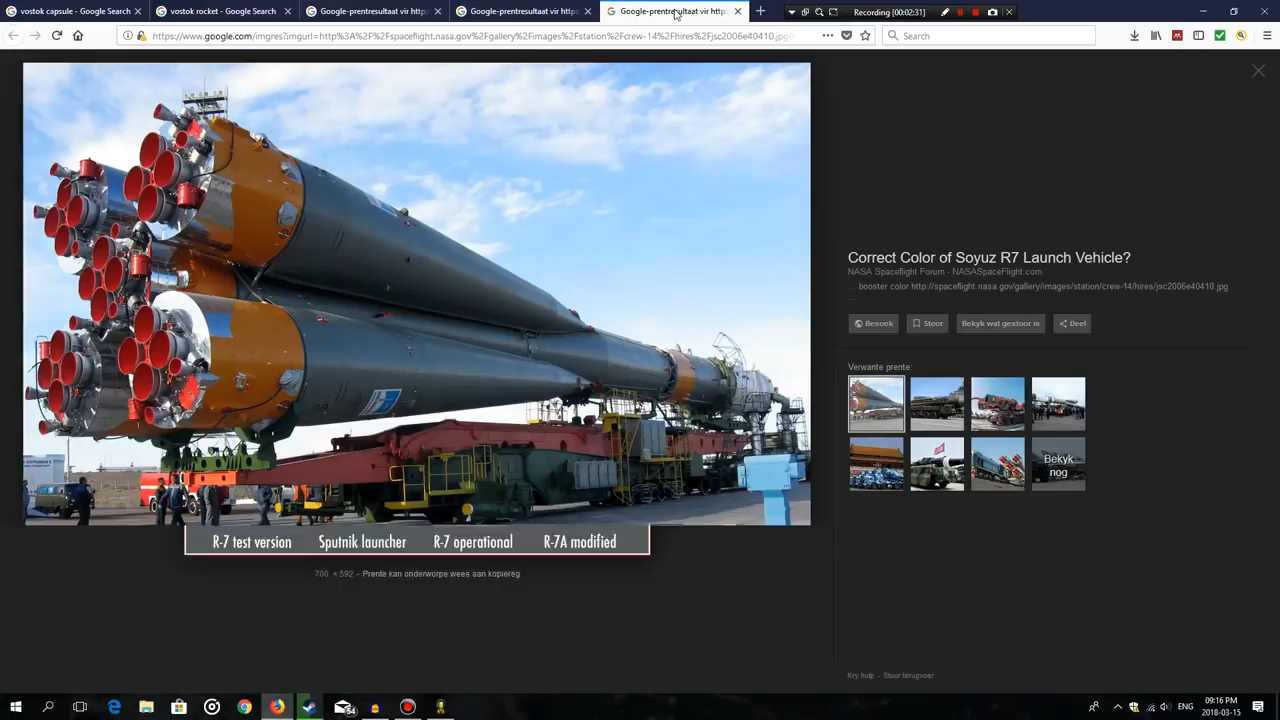 vostok capsule - Google Search
vostok rocket - Google Search
Google-prentresultaat vir http:
Google-prentresultaat vir http:
Google-prentresultaat vir http:
Recording [00:02:31]
https://www.google.com/imgres?imgurl=http%3A%2F%2Fspaceflight.nasa.gov%2Fgallery%2Fimages%2Fstation%2Fcrew-14%2Fhires%2Fjsc2006e40410.jpg
Search
Correct Color of Soyuz R7 Launch Vehicle?
NASA Spaceflight Forum - NASASpaceFlight.com
... booster color http://spaceflight.nasa.gov/gallery/images/station/crew-14/hires/jsc2006e40410.jpg
...
Besoek
Stoor
Bekyk wat gestoor is
Deel
Verwante prente:
Bekyk
nog
R-7 test version Sputnik launcher R-7 operational R-7A modified
700 × 592 - Prente kan onderworpe wees aan kopiereg
Kry hulp - Stuur terugvoer
54
ENG
09:16 PM
2018-03-15